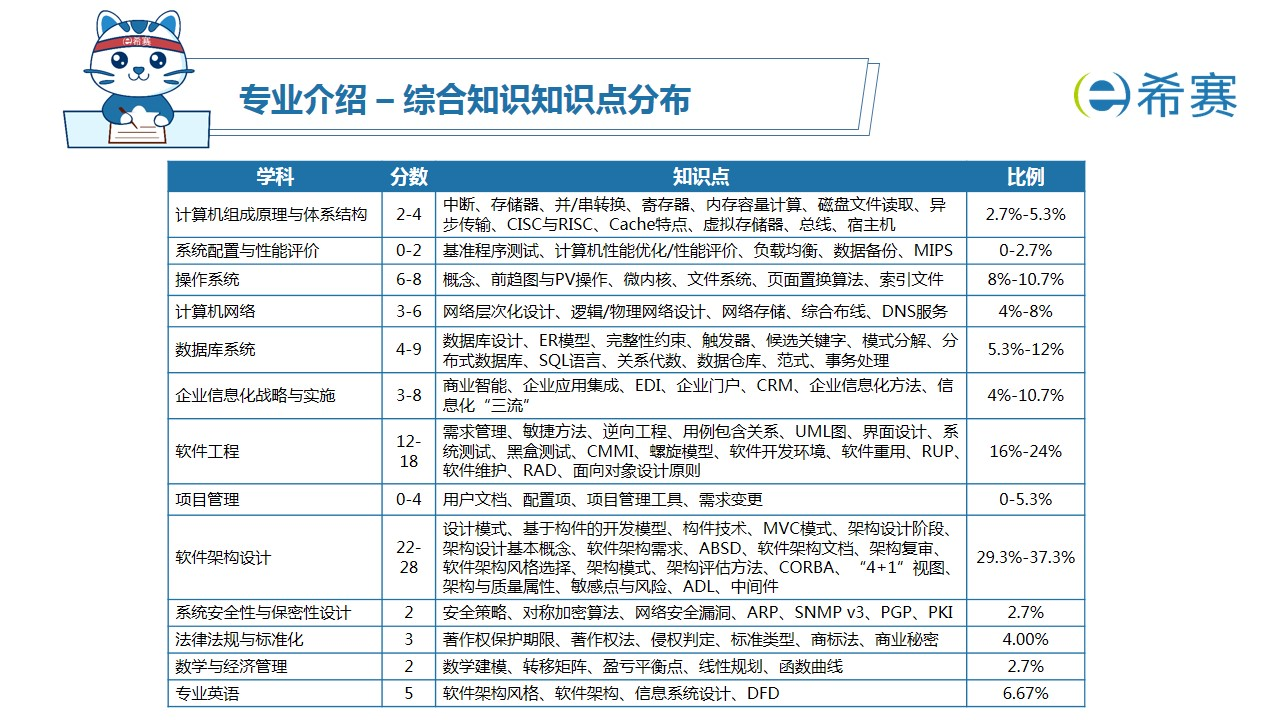 e希赛
专业介绍 – 综合知识知识点分布
e希赛
学科 分数 知识点 比例
计算机组成原理与体系结构 2-4 中断、存储器、并/串转换、寄存器、内存容量计算、磁盘文件读取、异 2.7%-5.3%
步传输、CISC与RISC、Cache特点、虚拟存储器、总线、宿主机
系统配置与性能评价 0-2 基准程序测试、计算机性能优化/性能评价、负载均衡、数据备份、MIPS 0-2.7%
操作系统 6-8 概念、前趋图与PV操作、微内核、文件系统、页面置换算法、索引文件 8%-10.7%
计算机网络 3-6 网络层次化设计、逻辑/物理网络设计、网络存储、综合布线、DNS服务 4%-8%
数据库系统 4-9 数据库设计、ER模型、完整性约束、触发器、候选关键字、模式分解、分 5.3%-12%
布式数据库、SQL语言、关系代数、数据仓库、范式、事务处理
企业信息化战略与实施 3-8 商业智能、企业应用集成、EDI、企业门户、CRM、企业信息化方法、信 4%-10.7%
息化“三流“
软件工程 12- 需求管理、敏捷方法、逆向工程、用例包含关系、UML图、界面设计、系 16%-24%
18 统测试、黑盒测试、CMMI、螺旋模型、软件开发环境、软件重用、RUP、
软件维护、RAD、面向对象设计原则
项目管理 0-4 用户文档、配置项、项目管理工具、需求变更 0-5.3%
软件架构设计 22- 设计模式、基于构件的开发模型、构件技术、MVC模式、架构设计阶段、 29.3%-37.3%
28 架构设计基本概念、软件架构需求、ABSD、软件架构文档、架构复审、
软件架构风格选择、架构模式、架构评估方法、CORBA、“4+1”视图、
架构与质量属性、敏感点与风险、ADL、中间件
系统安全性与保密性设计 2 安全策略、对称加密算法、网络安全漏洞、ARP、SNMP v3、PGP、PKI 2.7%
法律法规与标准化 3 著作权保护期限、著作权法、侵权判定、标准类型、商标法、商业秘密 4.00%
数学与经济管理 2 数学建模、转移矩阵、盈亏平衡点、线性规划、函数曲线 2.7%
专业英语 5 软件架构风格、软件架构、信息系统设计、DFD 6.67%